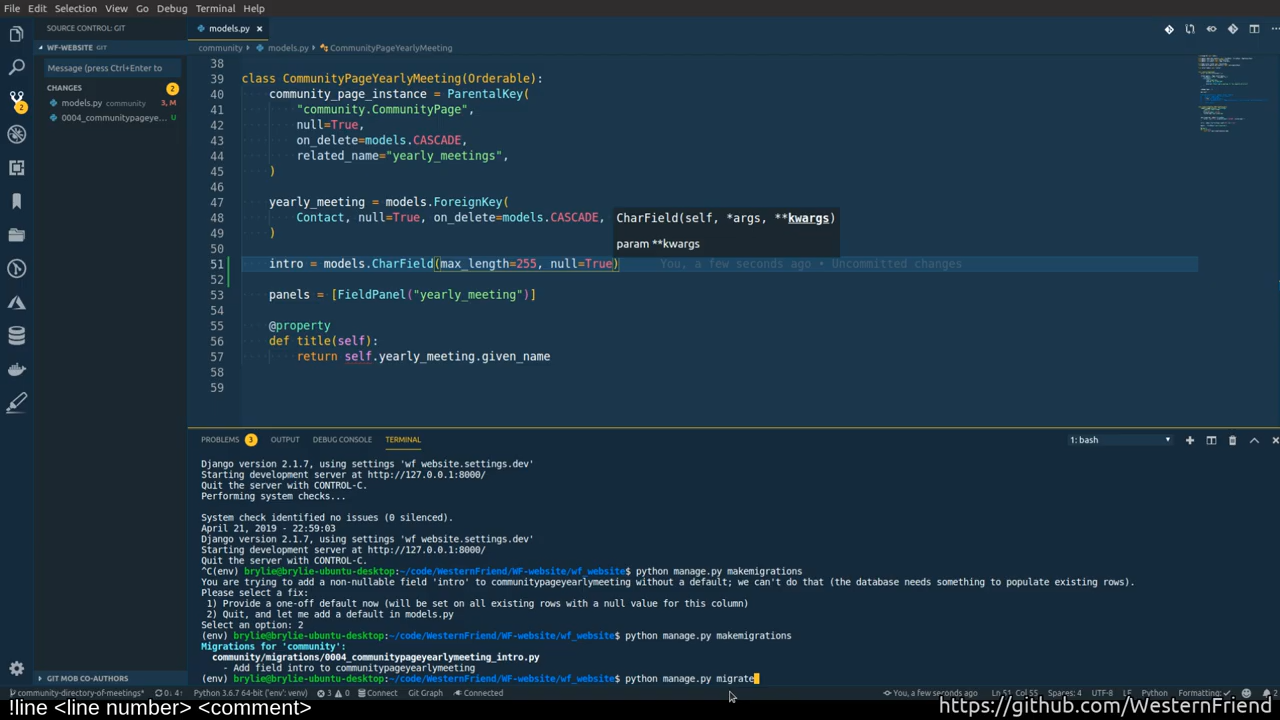 File Edit Selection View Go Debug Terminal Help
SOURCE CONTROL: GIT
models.py
WF-WEBSITE GIT
community models.py CommunityPageYearlyMeeting
Message (press Ctrl+Enter to
CHANGES 2
models.py community 3, M
0004_communitypageye... U
2
38
39 class CommunityPageYearlyMeeting(Orderable):
40 community_page_instance = ParentalKey(
41 "community.CommunityPage",
42 null=True,
43 on_delete=models.CASCADE,
44 related_name="yearly_meetings",
45 )
46
47 yearly_meeting = models.ForeignKey(
48 Contact, null=True, on_delete=models.CASCADE,
49 )
50
CharField(self, *args, **kwargs)
param **kwargs
51 intro = models.CharField(max_length=255, null=True) You, a few seconds ago • Uncommitted changes
52
53 panels = [FieldPanel("yearly_meeting")]
54
55 @property
56 def title(self):
57 return self.yearly_meeting.given_name
58
59
PROBLEMS 3 OUTPUT DEBUG CONSOLE TERMINAL 1: bash
Django version 2.1.7, using settings 'wf_website.settings.dev'
Starting development server at http://127.0.0.1:8000/
Quit the server with CONTROL-C.
Performing system checks...
System check identified no issues (0 silenced).
April 21, 2019 - 22:59:03
Django version 2.1.7, using settings 'wf_website.settings.dev'
Starting development server at http://127.0.0.1:8000/
Quit the server with CONTROL-C.
^C(env) brylie@brylie-ubuntu-desktop:~/code/WesternFriend/WF-website/wf_website$ python manage.py makemigrations
You are trying to add a non-nullable field 'intro' to communitypageyearlymeeting without a default; we can't do that (the database needs something to populate existing rows).
Please select a fix:
1) Provide a one-off default now (will be set on all existing rows with a null value for this column)
2) Quit, and let me add a default in models.py
Select an option: 2
(env) brylie@brylie-ubuntu-desktop:~/code/WesternFriend/WF-website/wf_website$ python manage.py makemigrations
Migrations for 'community':
community/migrations/0004_communitypageyearlymeeting_intro.py
- Add field intro to communitypageyearlymeeting
(env) brylie@brylie-ubuntu-desktop:~/code/WesternFriend/WF-website/wf_website$ python manage.py migrate
GIT MOB CO-AUTHORS
community-directory-of-meetings* 0↓ 4↑ Python 3.6.7 64-bit ('env': venv) 3 0 Connect Git Graph Connected You, a few seconds ago Ln 51, Col 55 Spaces: 4 UTF-8 LF Python Formatting: ✓ 2
!line <line number> <comment>
https://github.com/WesternFriend